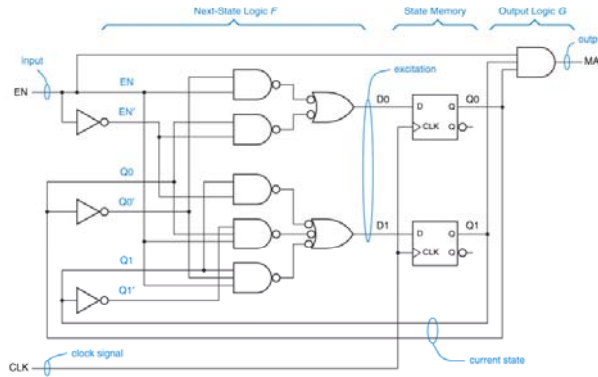 Next-State Logic F
State Memory
Output Logic G
input
EN
EN
EN'
Q0
Q0'
Q1
Q1'
excitation
D0
D
Q
CLK
Q
Q0
D1
D
Q
CLK
Q
Q1
MA
clock signal
CLK
current state